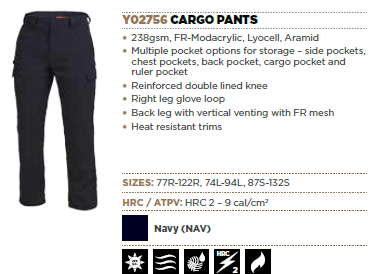 Y02756 CARGO PANTS
• 238gsm, FR-Modacrylic, Lyocell, Aramid
• Multiple pocket options for storage – side pockets,
chest pockets, back pocket, cargo pocket and
ruler pocket
• Reinforced double lined knee
• Right leg glove loop
• Back leg with vertical venting with FR mesh
• Heat resistant trims
SIZES: 77R-122R, 74L-94L, 87S-132S
HRC / ATPV: HRC 2 – 9 cal/cm²
Navy (NAV)
HRC
2